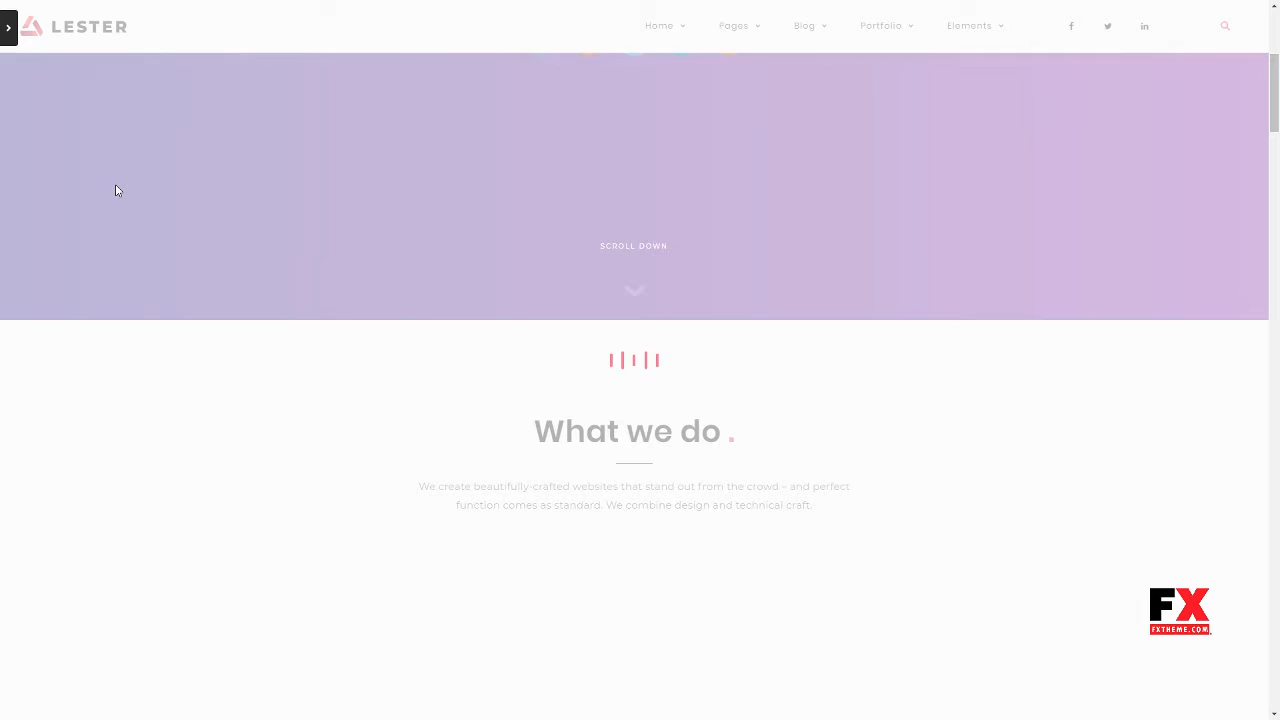 LESTER
Home
Pages
Blog
Portfolio
Elements
SCROLL DOWN
What we do .
We create beautifully-crafted websites that stand out from the crowd – and perfect
function comes as standard. We combine design and technical craft.
FX
FXTHEME.COM